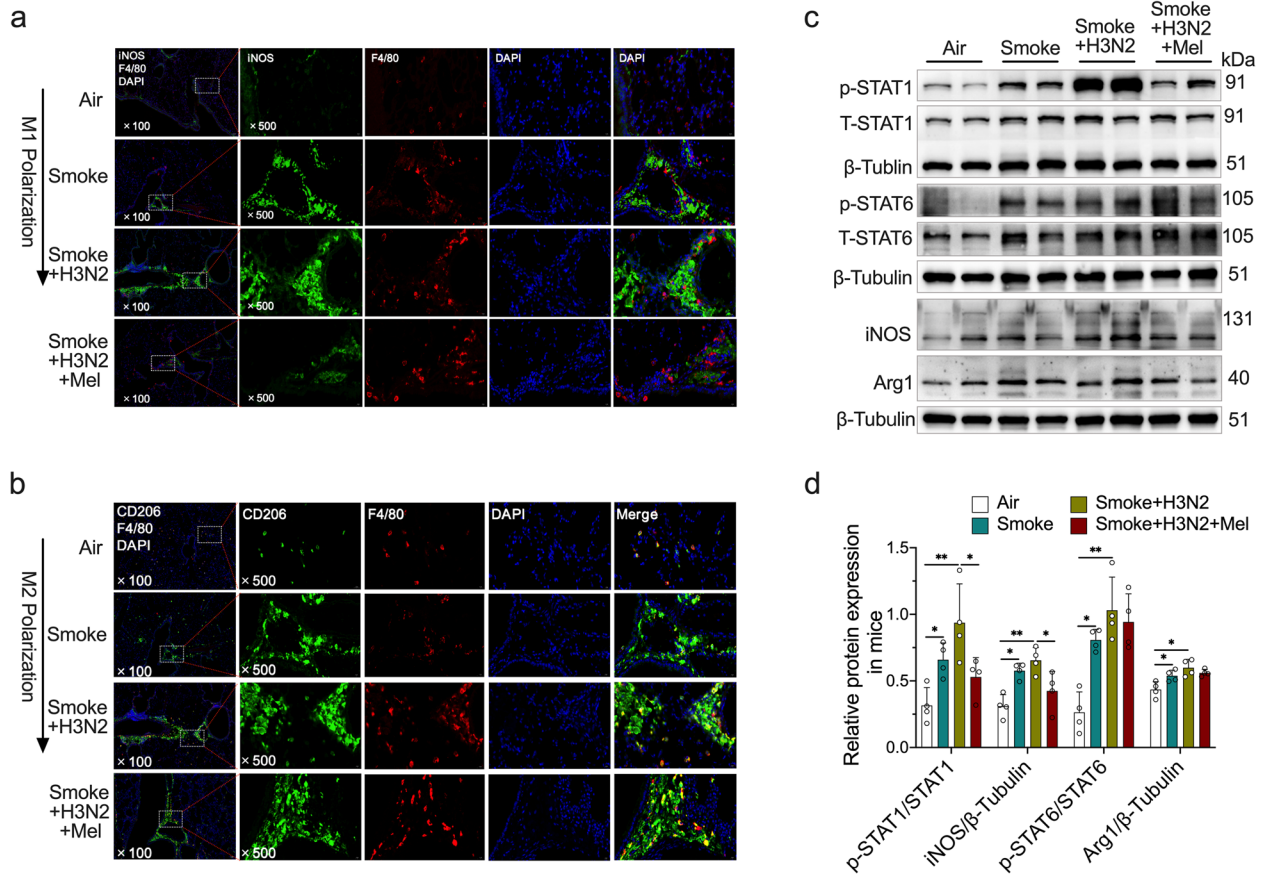 a
iNOS
F4/80
DAPI
iNOS
F4/80
DAPI
DAPI
Air
× 100
× 500
Smoke
× 100
× 500
Smoke
+H3N2
× 100
× 500
Smoke
+H3N2
+Mel
× 100
× 500
M1 Polarization
b
CD206
F4/80
DAPI
CD206
F4/80
DAPI
Merge
Air
× 100
× 500
Smoke
× 100
× 500
Smoke
+H3N2
× 100
× 500
Smoke
+H3N2
+Mel
× 100
× 500
M2 Polarization
c
Air
Smoke
Smoke
+H3N2
Smoke
+H3N2
+Mel
kDa
p-STAT1 91
T-STAT1 91
β-Tublin 51
p-STAT6 105
T-STAT6 105
β-Tubulin 51
iNOS 131
Arg1 40
β-Tubulin 51
d
Air
Smoke
Smoke+H3N2
Smoke+H3N2+Mel
Relative protein expression
in mice
1.5
1.0
0.5
0.0
** *
*
** *
*
**
*
*
*
p-STAT1/STAT1
iNOS/β-Tubulin
p-STAT6/STAT6
Arg1/β-Tubulin